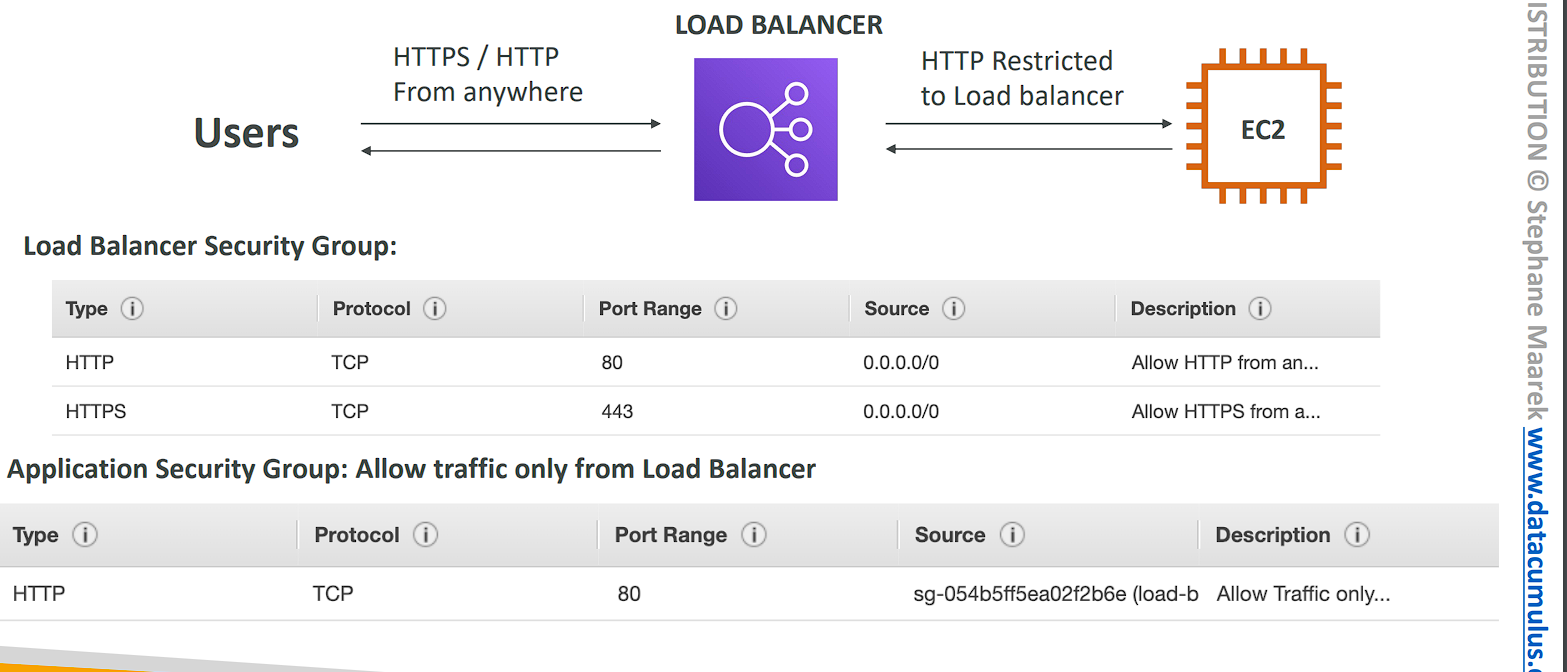 LOAD BALANCER
HTTPS / HTTP
From anywhere
HTTP Restricted
to Load balancer
Users
EC2
Load Balancer Security Group:
Type Protocol Port Range Source Description
HTTP TCP 80 0.0.0.0/0 Allow HTTP from an...
HTTPS TCP 443 0.0.0.0/0 Allow HTTPS from a...
Application Security Group: Allow traffic only from Load Balancer
Type Protocol Port Range Source Description
HTTP TCP 80 sg-054b5ff5ea02f2b6e (load-b Allow Traffic only...
ISTRIBUTION © Stephane Maarek www.datacumulus.